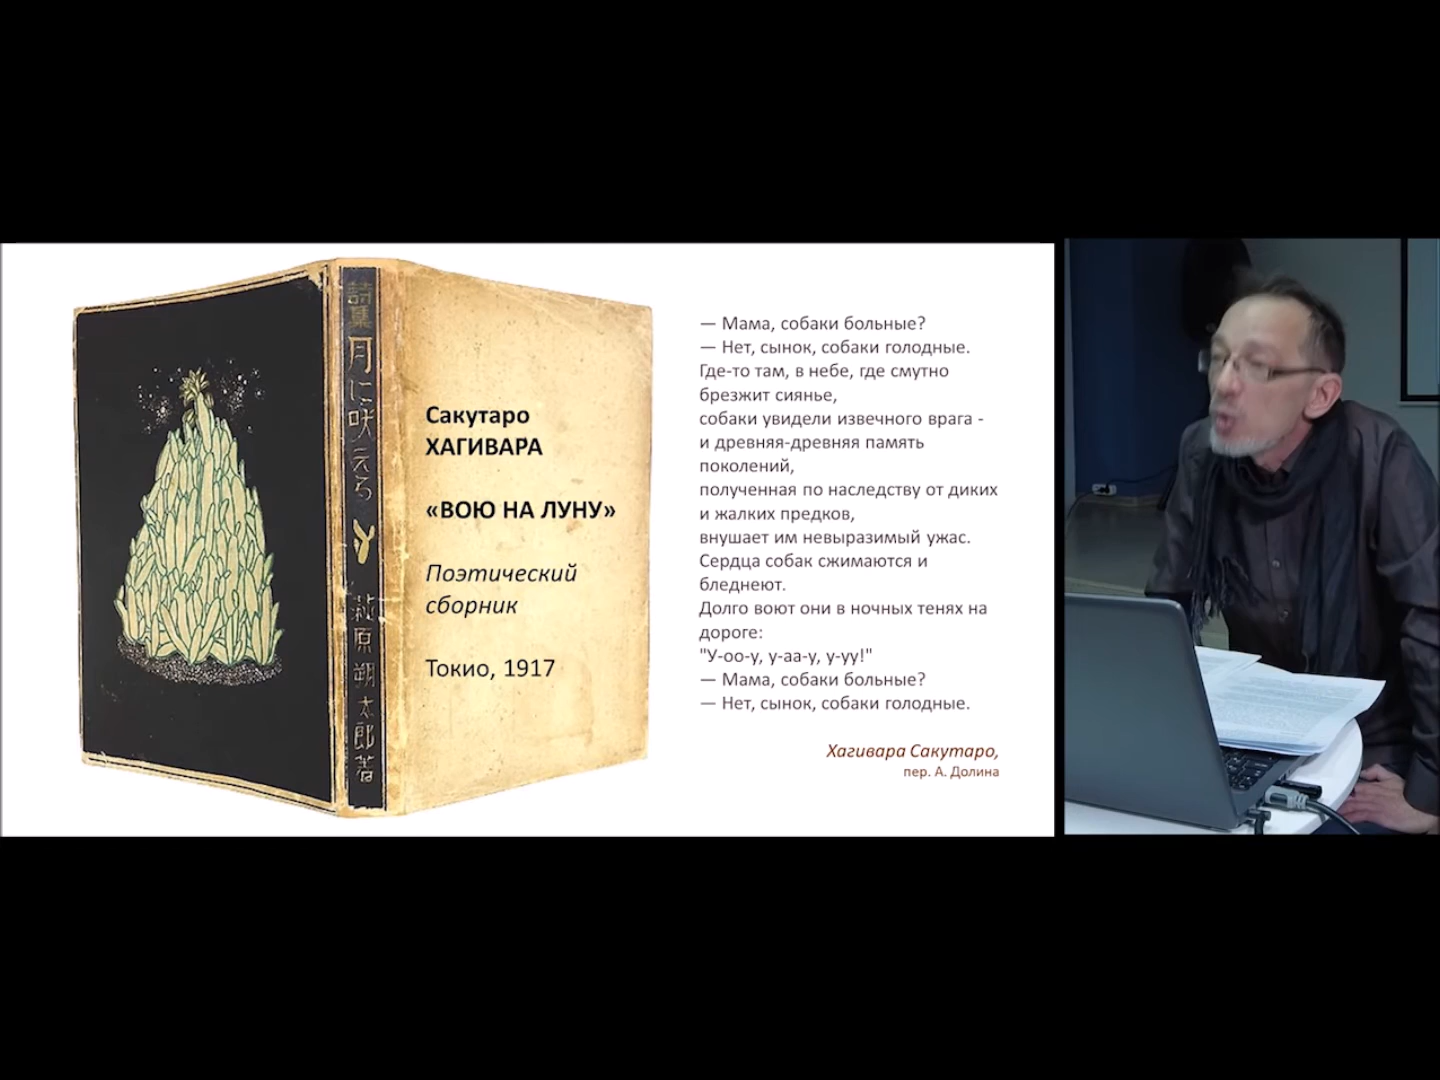 詩集 月に吠える 萩原朔太郎著
Сакутаро
ХАГИВАРА
«ВОЮ НА ЛУНУ»
Поэтический
сборник
Токио, 1917
— Мама, собаки больные?
— Нет, сынок, собаки голодные.
Где-то там, в небе, где смутно
брезжит сиянье,
собаки увидели извечного врага -
и древняя-древняя память
поколений,
полученная по наследству от диких
и жалких предков,
внушает им невыразимый ужас.
Сердца собак сжимаются и
бледнеют.
Долго воют они в ночных тенях на
дороге:
"У-оо-у, у-аа-у, у-уу!"
— Мама, собаки больные?
— Нет, сынок, собаки голодные.
Хагивара Сакутаро,
пер. А. Долина